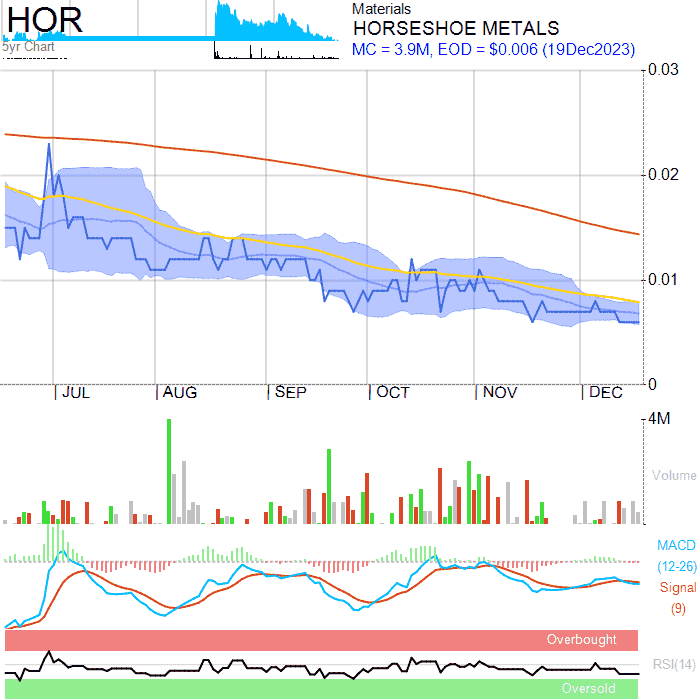 HOR
5yr Chart
Materials
HORSESHOE METALS
MC = 3.9M, EOD = $0.006 (19Dec2023)
0.03
0.02
0.01
0
JUL AUG SEP OCT NOV DEC
4M
Volume
MACD
(12-26)
Signal
(9)
Overbought
RSI(14)
Oversold